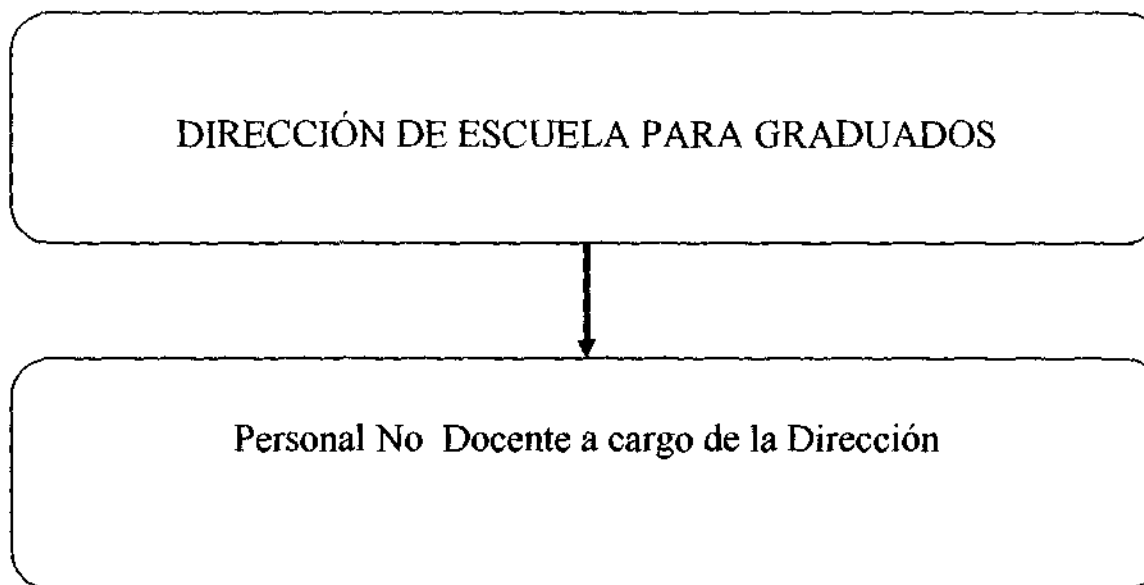 DIRECCIÓN DE ESCUELA PARA GRADUADOS
Personal No Docente a cargo de la Dirección